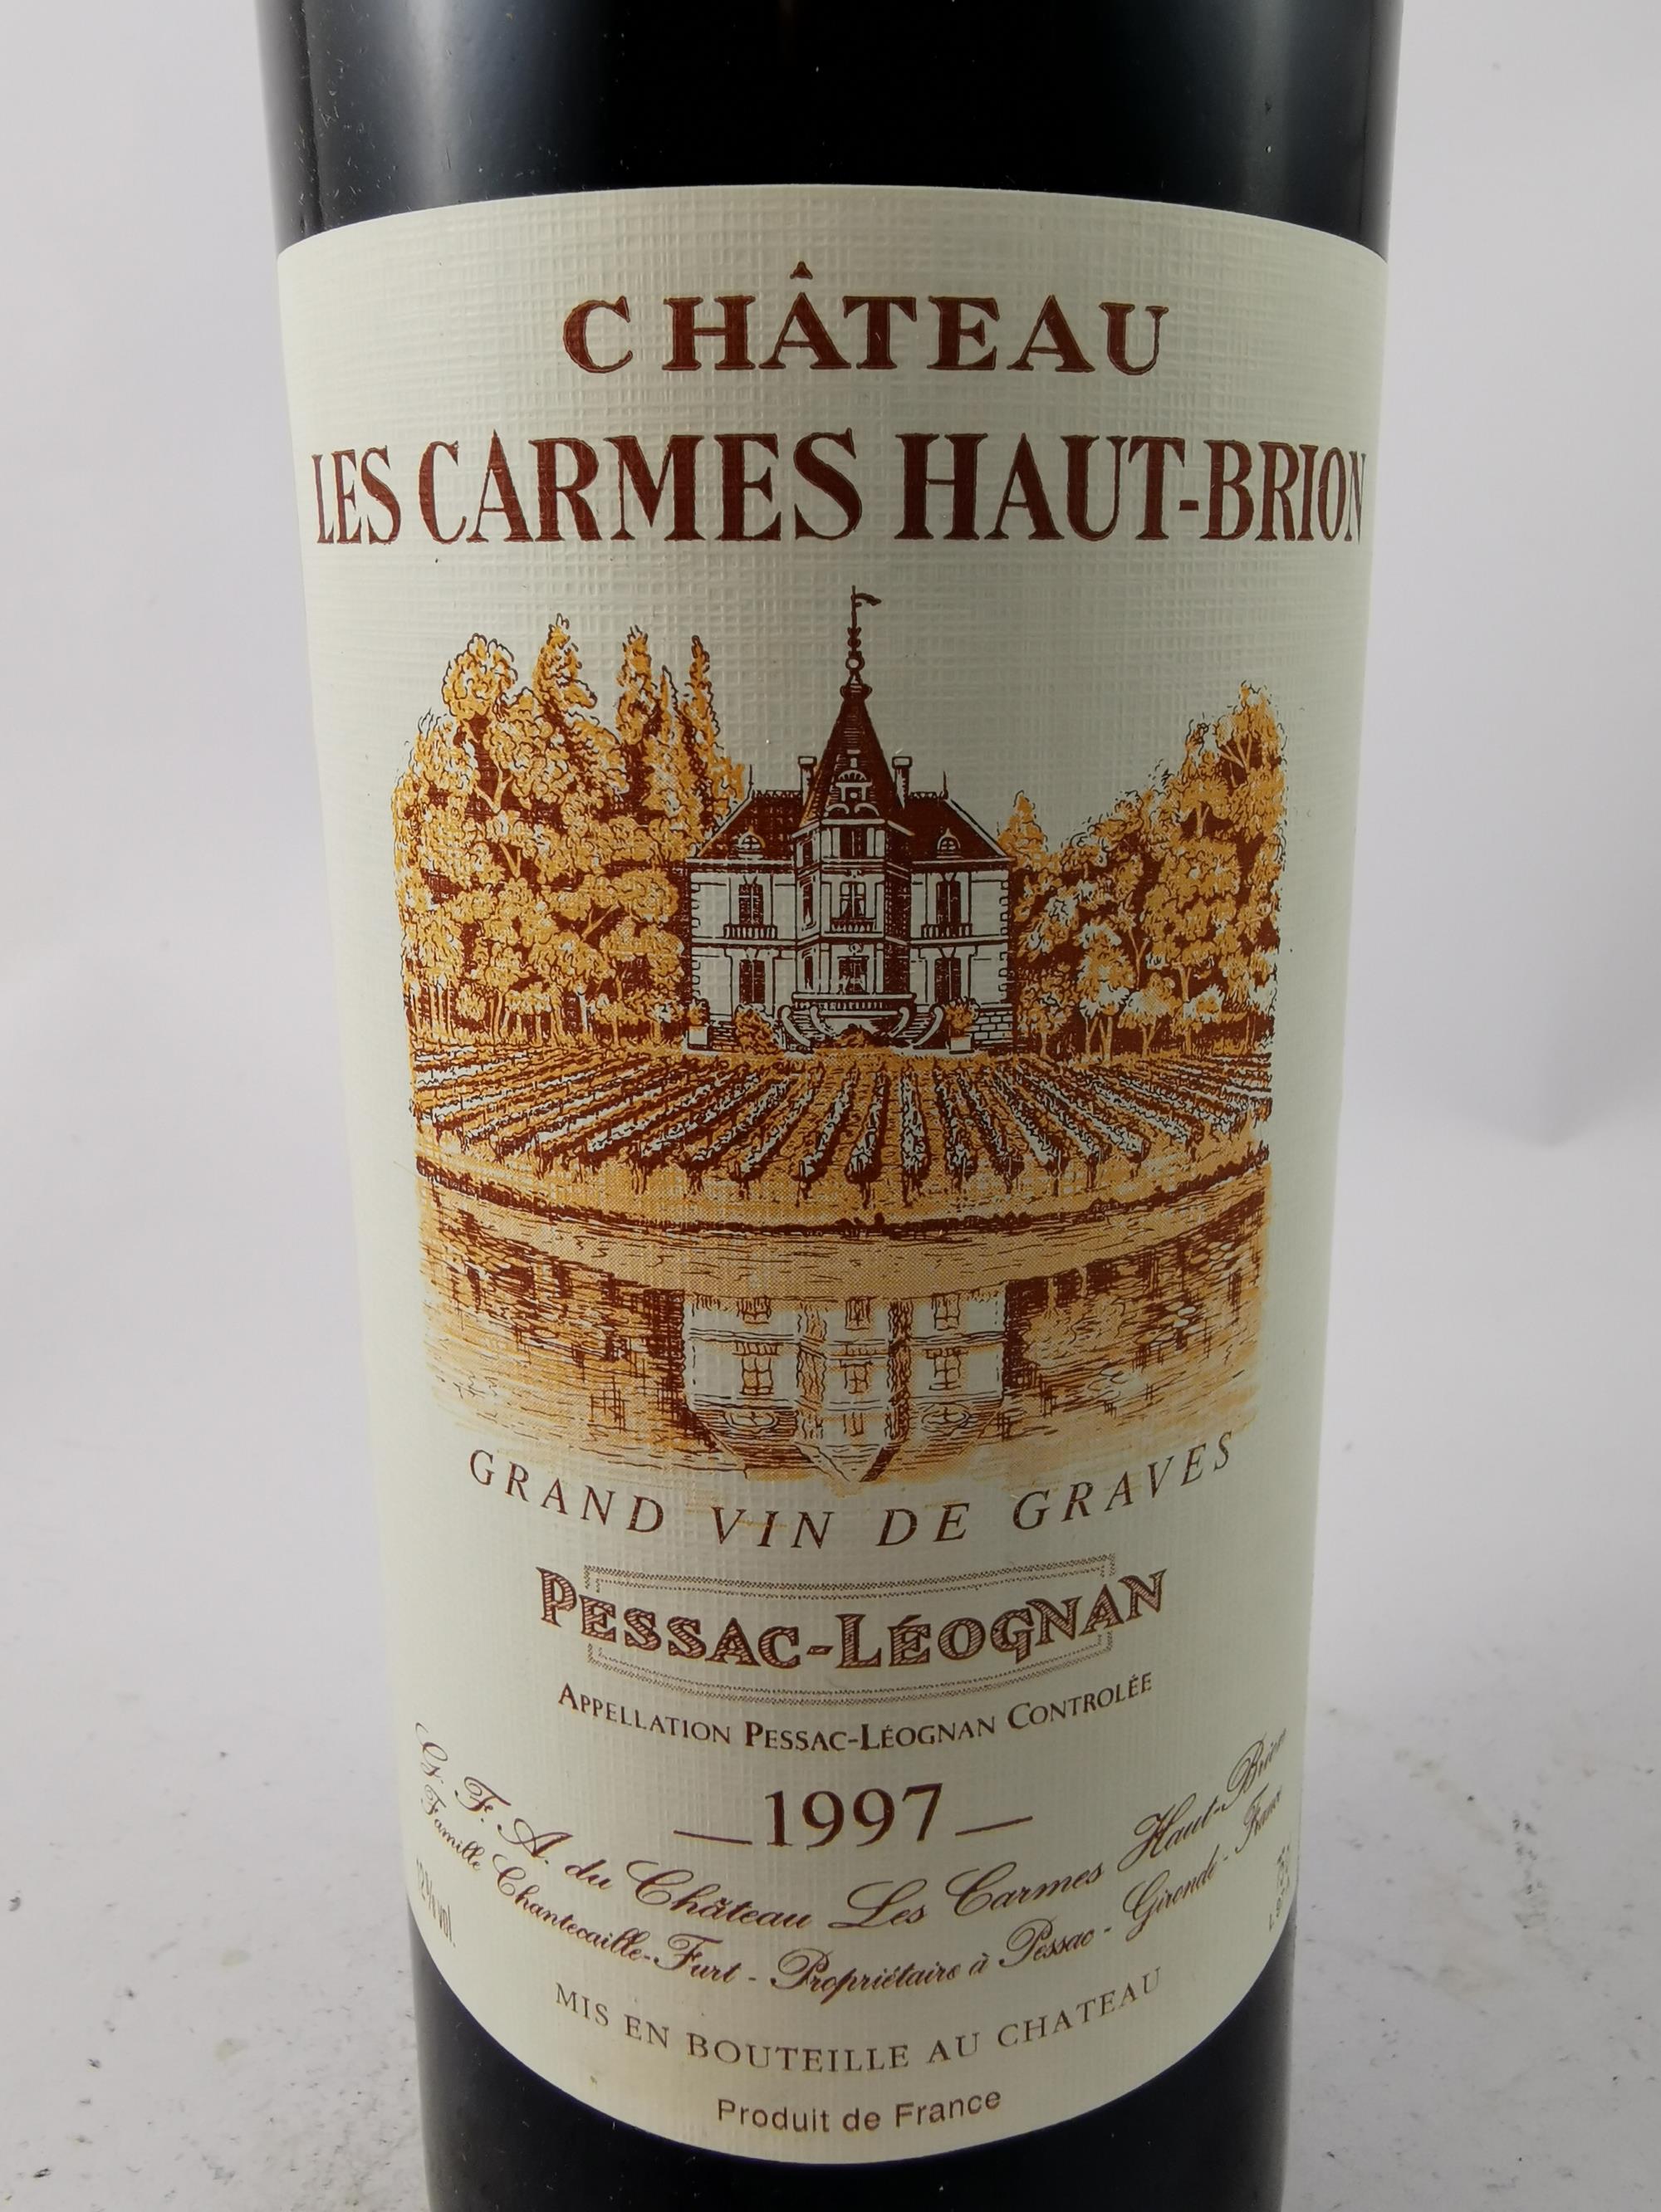 CHÂTEAU
LES CARMES HAUT-BRION
GRAND VIN DE GRAVES
PESSAC-LÉOGNAN
APPELLATION PESSAC-LÉOGNAN CONTROLÉE
1997
G. F. A. du Château Les Carmes Haut-Brion
Famille Chantecaille-Furt - Propriétaire à Pessac - Gironde - France
MIS EN BOUTEILLE AU CHATEAU
Produit de France